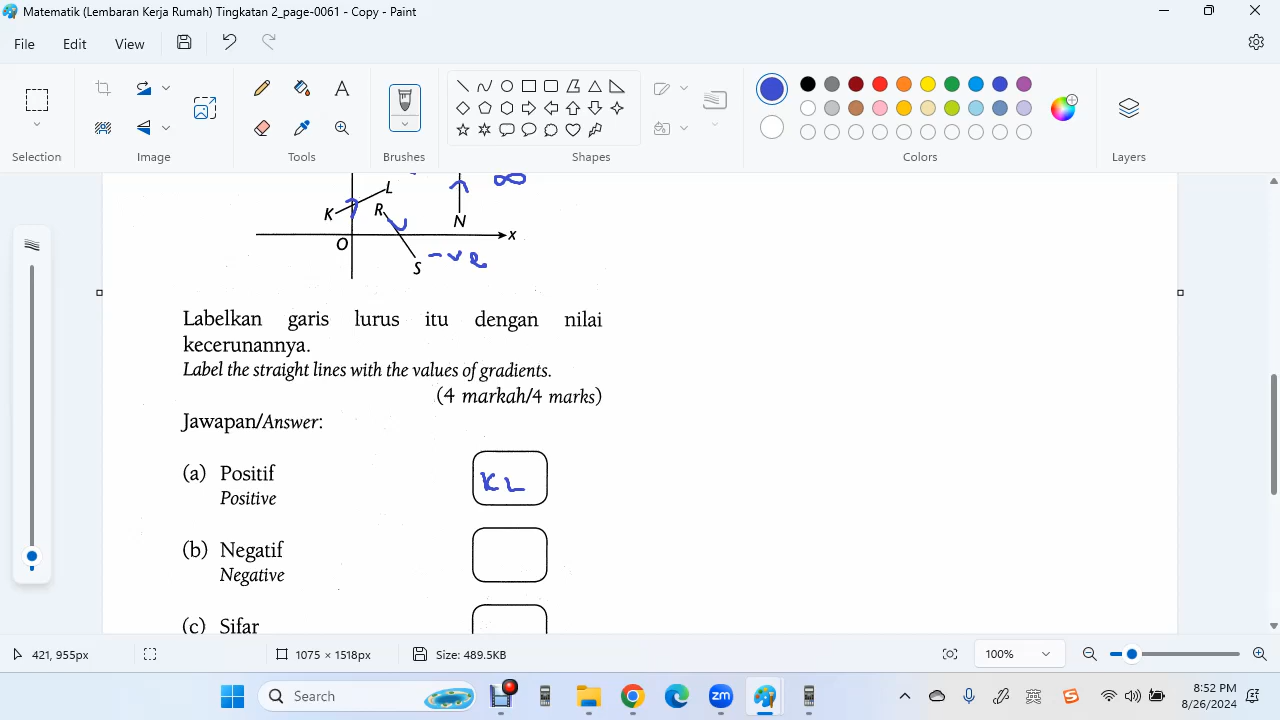 Matematik (Lembaran Kerja Rumah) Tingkatan 2_page-0061 - Copy - Paint
File Edit View
Selection Image Tools Brushes Shapes Colors Layers
∞
L
K R
N
O x
S -ve
Labelkan garis lurus itu dengan nilai
kecerunannya.
Label the straight lines with the values of gradients.
(4 markah/4 marks)
Jawapan/Answer:
(a) Positif KL
Positive
(b) Negatif
Negative
(c) Sifar
421, 955px 1075 × 1518px Size: 489.5KB 100%
Search zm 英 S 8:52 PM
8/26/2024